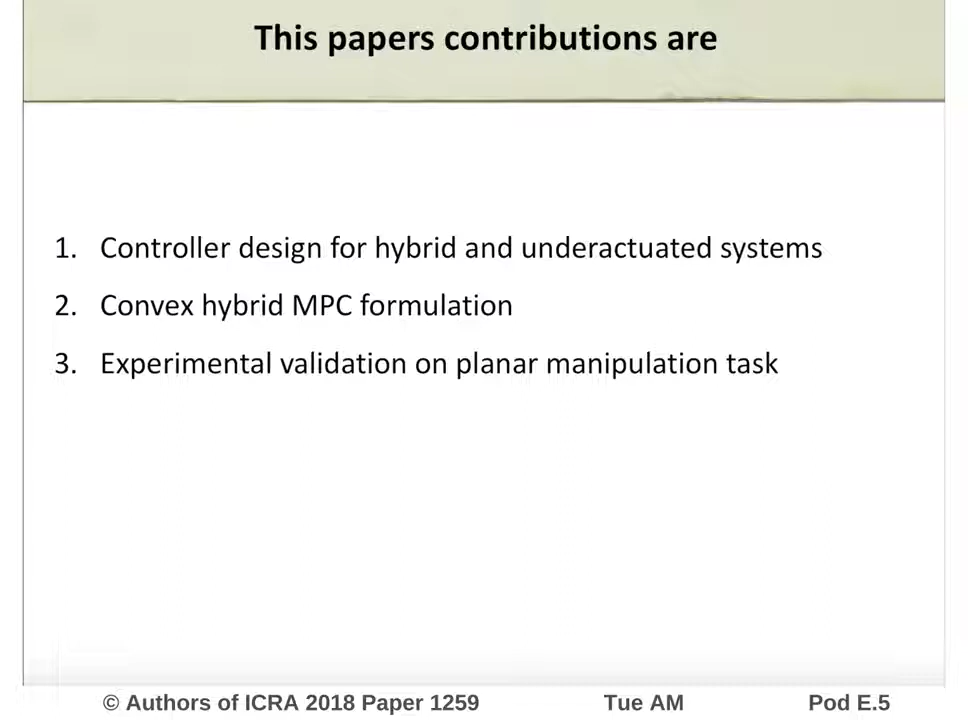 This papers contributions are
1. Controller design for hybrid and underactuated systems
2. Convex hybrid MPC formulation
3. Experimental validation on planar manipulation task
© Authors of ICRA 2018 Paper 1259 Tue AM Pod E.5